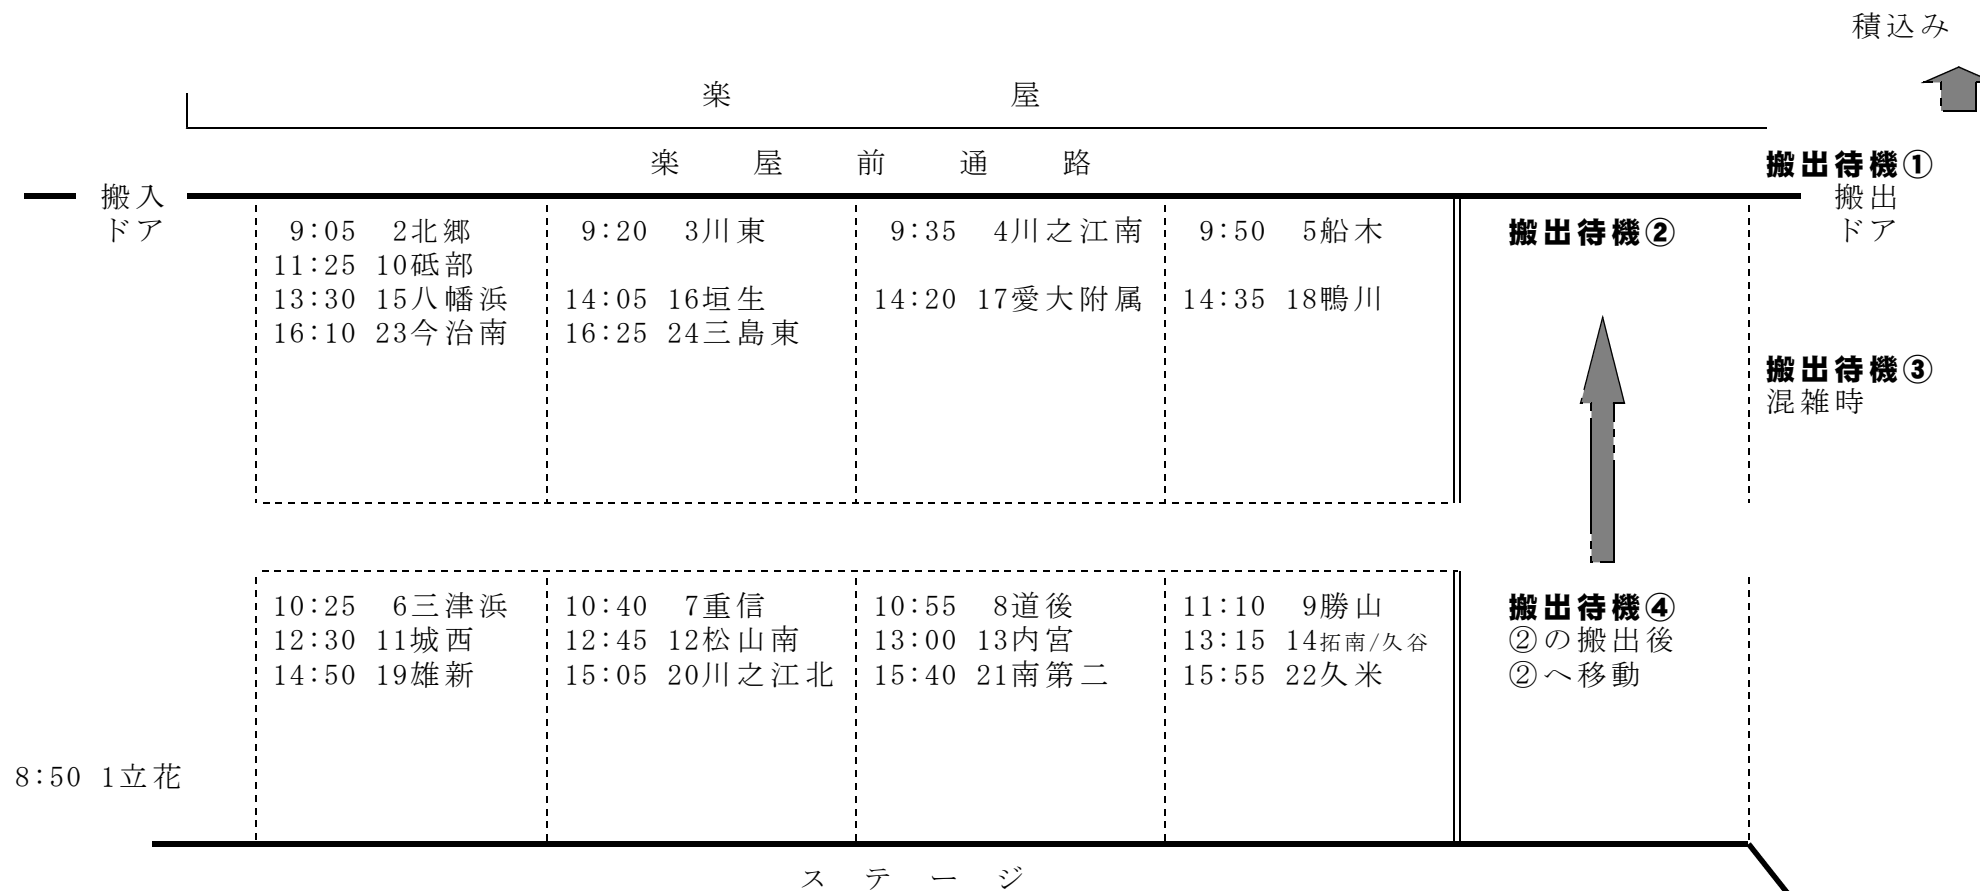 積込み
楽屋
楽屋前通路
搬出待機①
搬入
ドア
搬出
ドア
9:05 2北郷
11:25 10砥部
13:30 15八幡浜
16:10 23今治南
9:20 3川東
14:05 16垣生
16:25 24三島東
9:35 4川之江南
14:20 17愛大附属
9:50 5船木
14:35 18鴨川
搬出待機②
搬出待機③
混雑時
10:25 6三津浜
12:30 11城西
14:50 19雄新
10:40 7重信
12:45 12松山南
15:05 20川之江北
10:55 8道後
13:00 13内宮
15:40 21南第二
11:10 9勝山
13:15 14拓南/久谷
15:55 22久米
搬出待機④
②の搬出後
②へ移動
8:50 1立花
ステージ